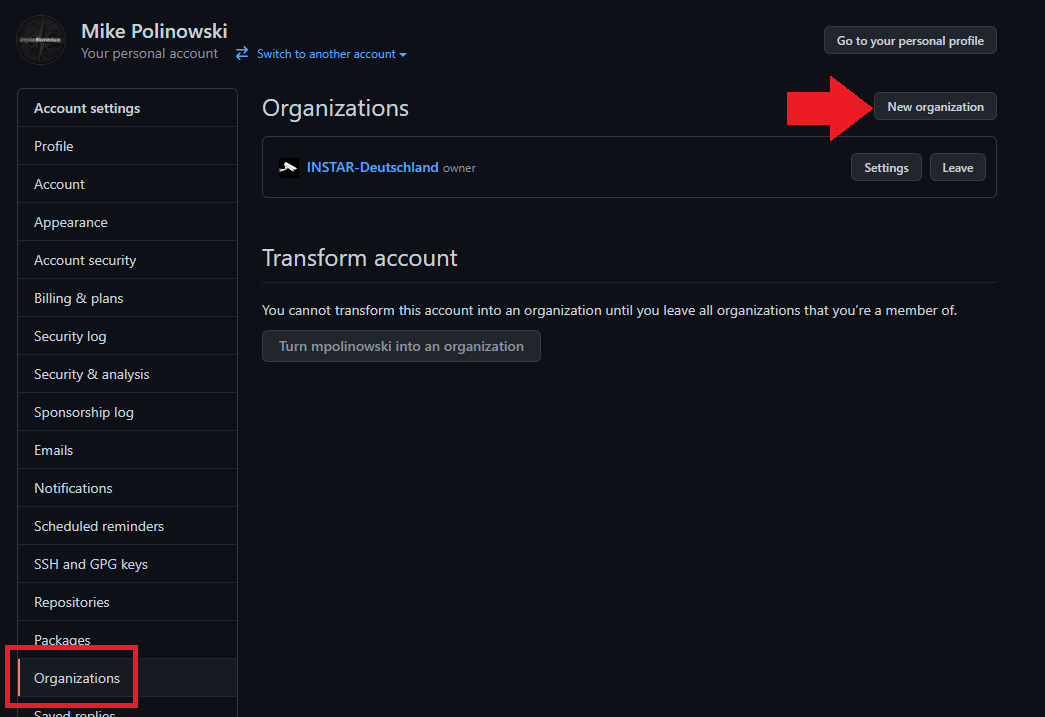 Mike Polinowski
Your personal account
Switch to another account
Go to your personal profile
Account settings
Profile
Account
Appearance
Account security
Billing & plans
Security log
Security & analysis
Sponsorship log
Emails
Notifications
Scheduled reminders
SSH and GPG keys
Repositories
Packages
Organizations
Saved replies
Organizations
New organization
INSTAR-Deutschland owner
Settings
Leave
Transform account
You cannot transform this account into an organization until you leave all organizations that you’re a member of.
Turn mpolinowski into an organization